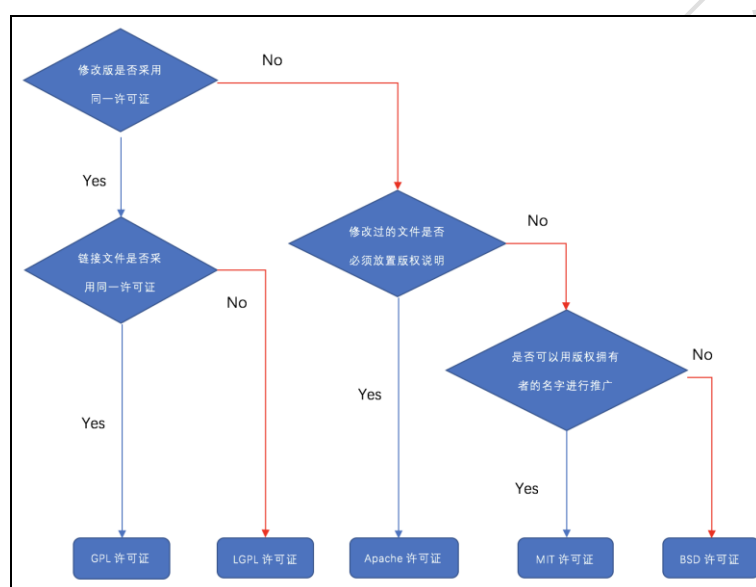 修改版是否采用
同一许可证
No
Yes
链接文件是否采
用同一许可证
No
修改过的文件是否
必须放置版权说明
No
是否可以用版权拥有
者的名字进行推广
No
Yes
Yes
Yes
GPL 许可证
LGPL 许可证
Apache 许可证
MIT 许可证
BSD 许可证